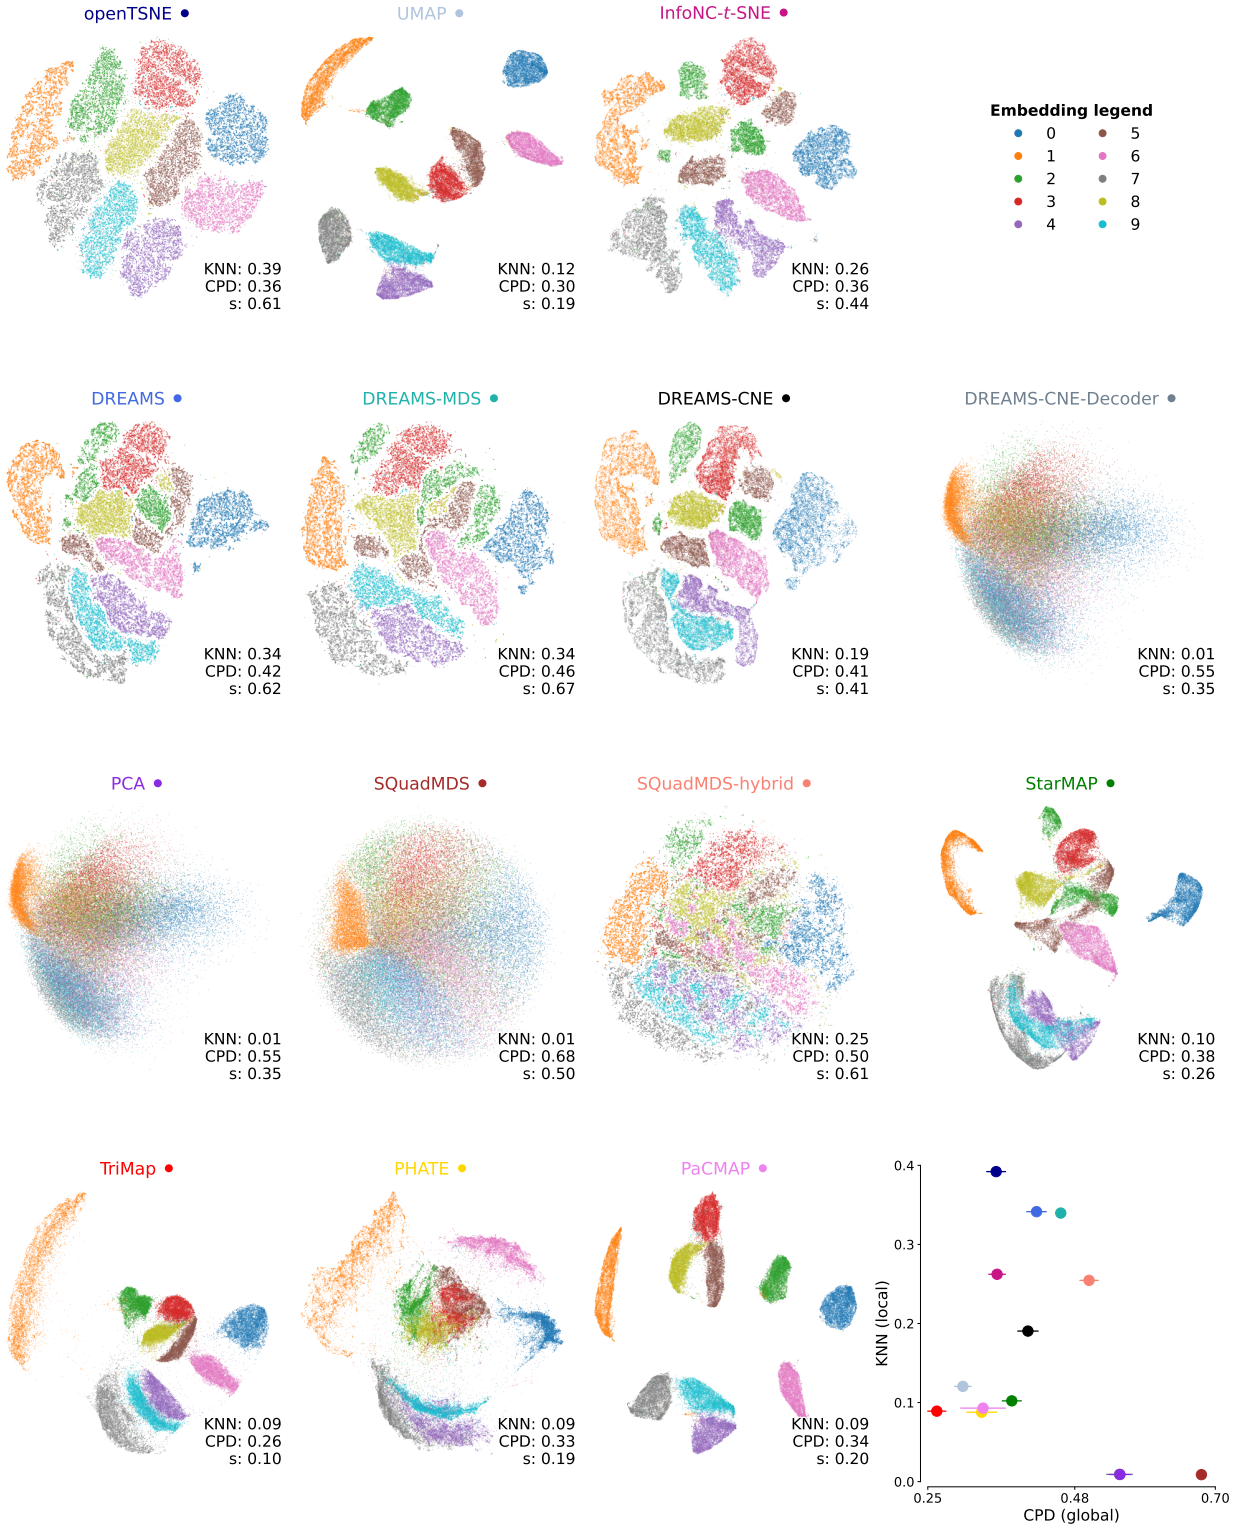 openTSNE
UMAP
InfoNC-t-SNE
Embedding legend
0
5
1
6
2
7
3
8
4
9
KNN: 0.39
CPD: 0.36
s: 0.61
KNN: 0.12
CPD: 0.30
s: 0.19
KNN: 0.26
CPD: 0.36
s: 0.44
DREAMS
DREAMS-MDS
DREAMS-CNE
DREAMS-CNE-Decoder
KNN: 0.34
CPD: 0.42
s: 0.62
KNN: 0.34
CPD: 0.46
s: 0.67
KNN: 0.19
CPD: 0.41
s: 0.41
KNN: 0.01
CPD: 0.55
s: 0.35
PCA
SQuadMDS
SQuadMDS-hybrid
StarMAP
KNN: 0.01
CPD: 0.55
s: 0.35
KNN: 0.01
CPD: 0.68
s: 0.50
KNN: 0.25
CPD: 0.50
s: 0.61
KNN: 0.10
CPD: 0.38
s: 0.26
TriMap
PHATE
PaCMAP
KNN: 0.09
CPD: 0.26
s: 0.10
KNN: 0.09
CPD: 0.33
s: 0.19
KNN: 0.09
CPD: 0.34
s: 0.20
0.4
0.3
0.2
0.1
0.0
KNN (local)
0.25
0.48
0.70
CPD (global)